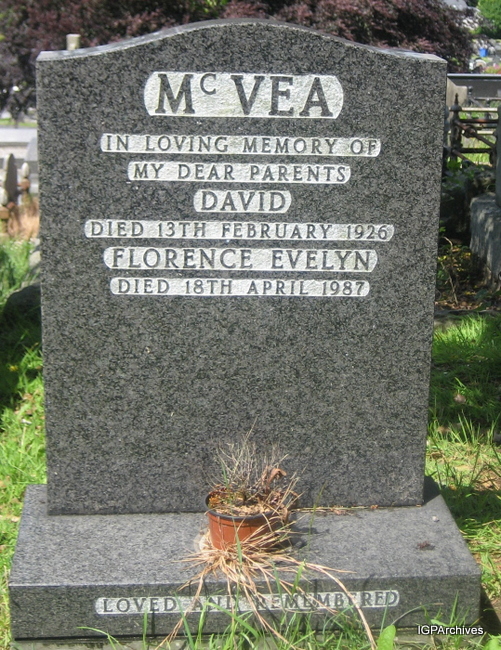 McVEA
IN LOVING MEMORY OF
MY DEAR PARENTS
DAVID
DIED 13TH FEBRUARY 1926
FLORENCE EVELYN
DIED 18TH APRIL 1987
LOVED AND REMEMBERED
IGPArchives